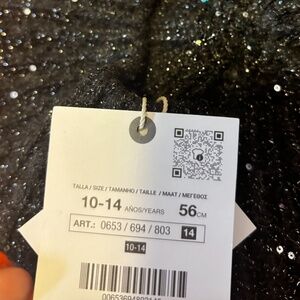 TALLA / SIZE / TAMANHO / TAILLE / MAAT / ΜΕΓΕΘΟΣ
10-14 AÑOS/YEARS 56CM
ART.: 0653 / 694 / 803 14
10-14